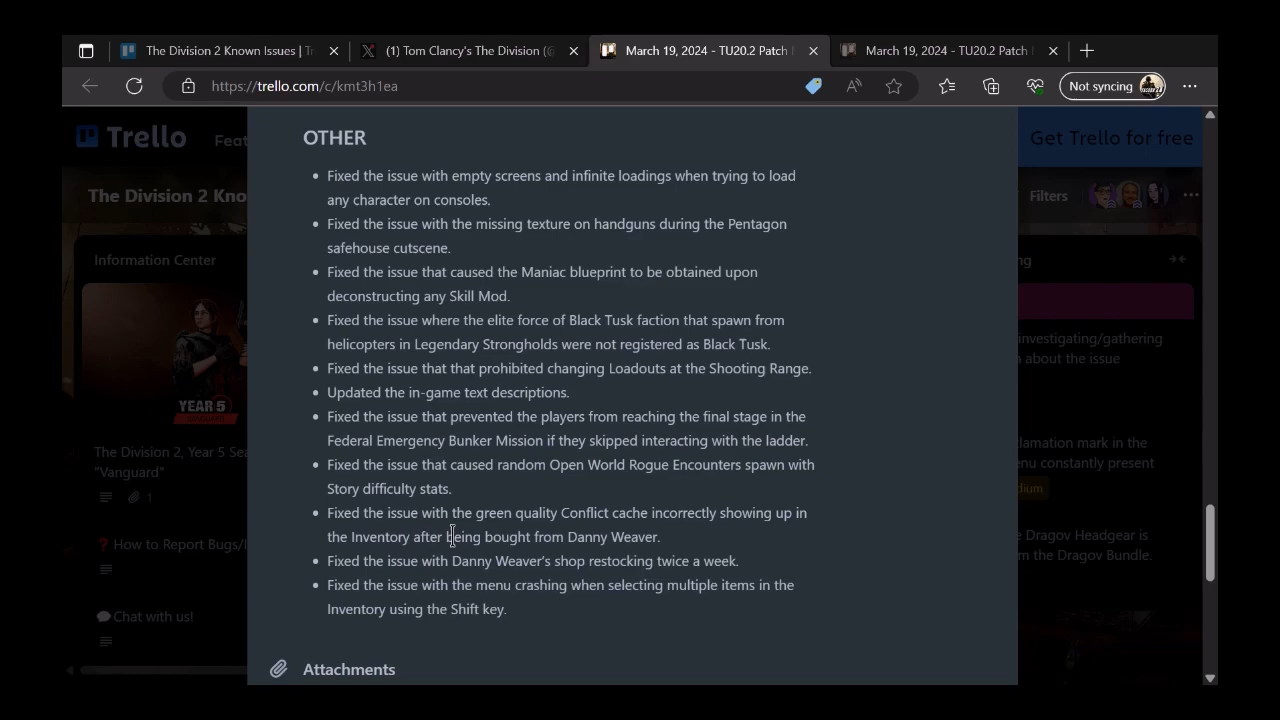 The Division 2 Known Issues | Tr
(1) Tom Clancy's The Division (@
March 19, 2024 - TU20.2 Patch
March 19, 2024 - TU20.2 Patch
https://trello.com/c/kmt3h1ea
Not syncing
Trello
Feat
Get Trello for free
The Division 2 Kno
Filters
Information Center
ng
YEAR 5
The Division 2, Year 5 Sea
"Vanguard"
1
? How to Report Bugs/I
Chat with us!
OTHER
• Fixed the issue with empty screens and infinite loadings when trying to load
any character on consoles.
• Fixed the issue with the missing texture on handguns during the Pentagon
safehouse cutscene.
• Fixed the issue that caused the Maniac blueprint to be obtained upon
deconstructing any Skill Mod.
• Fixed the issue where the elite force of Black Tusk faction that spawn from
helicopters in Legendary Strongholds were not registered as Black Tusk.
• Fixed the issue that that prohibited changing Loadouts at the Shooting Range.
• Updated the in-game text descriptions.
• Fixed the issue that prevented the players from reaching the final stage in the
Federal Emergency Bunker Mission if they skipped interacting with the ladder.
• Fixed the issue that caused random Open World Rogue Encounters spawn with
Story difficulty stats.
• Fixed the issue with the green quality Conflict cache incorrectly showing up in
the Inventory after being bought from Danny Weaver.
• Fixed the issue with Danny Weaver's shop restocking twice a week.
• Fixed the issue with the menu crashing when selecting multiple items in the
Inventory using the Shift key.
Attachments
investigating/gathering
about the issue
clamation mark in the
nu constantly present
dium
e Dragov Headgear is
om the Dragov Bundle.